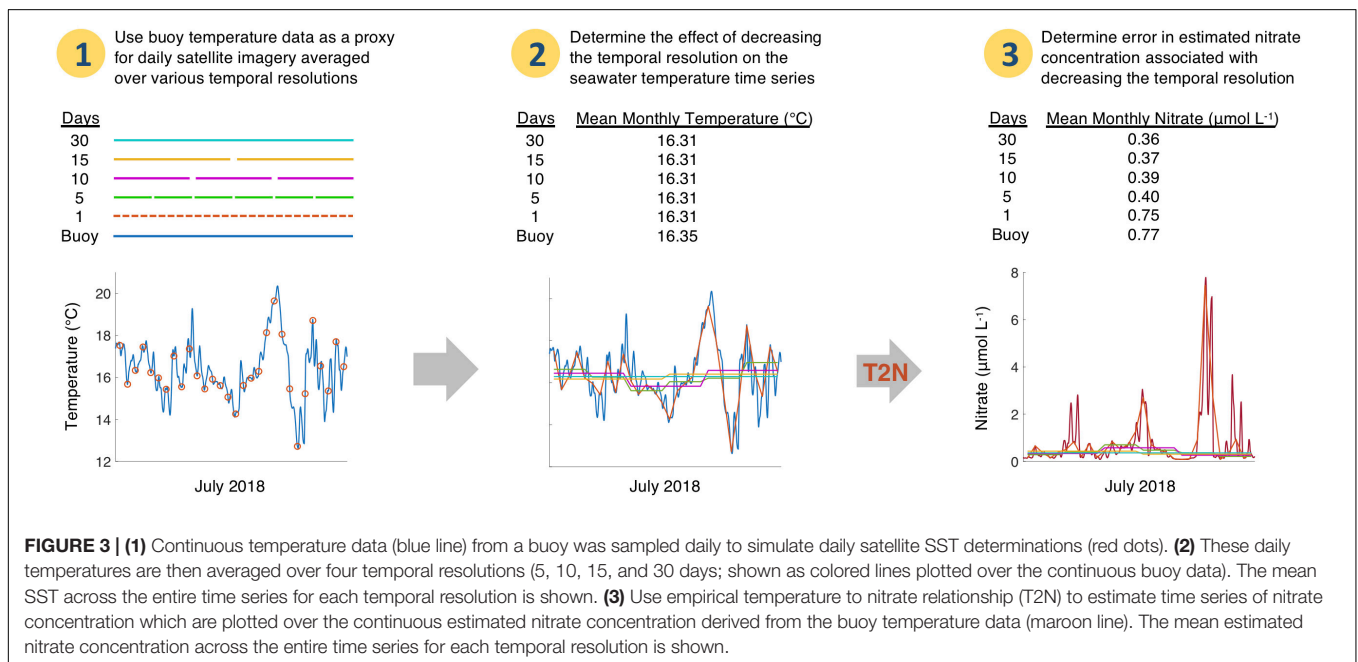 1
Use buoy temperature data as a proxy
for daily satellite imagery averaged
over various temporal resolutions
Days
30
15
10
5
1
Buoy
Temperature (°C)
20
18
16
14
12
July 2018
2
Determine the effect of decreasing
the temporal resolution on the
seawater temperature time series
Days Mean Monthly Temperature (°C)
30 16.31
15 16.31
10 16.31
5 16.31
1 16.31
Buoy 16.35
July 2018
T2N
3
Determine error in estimated nitrate
concentration associated with
decreasing the temporal resolution
Days Mean Monthly Nitrate (µmol L⁻¹)
30 0.36
15 0.37
10 0.39
5 0.40
1 0.75
Buoy 0.77
Nitrate (µmol L⁻¹)
8
6
4
2
0
July 2018
FIGURE 3 | (1) Continuous temperature data (blue line) from a buoy was sampled daily to simulate daily satellite SST determinations (red dots). (2) These daily
temperatures are then averaged over four temporal resolutions (5, 10, 15, and 30 days; shown as colored lines plotted over the continuous buoy data). The mean
SST across the entire time series for each temporal resolution is shown. (3) Use empirical temperature to nitrate relationship (T2N) to estimate time series of nitrate
concentration which are plotted over the continuous estimated nitrate concentration derived from the buoy temperature data (maroon line). The mean estimated
nitrate concentration across the entire time series for each temporal resolution is shown.